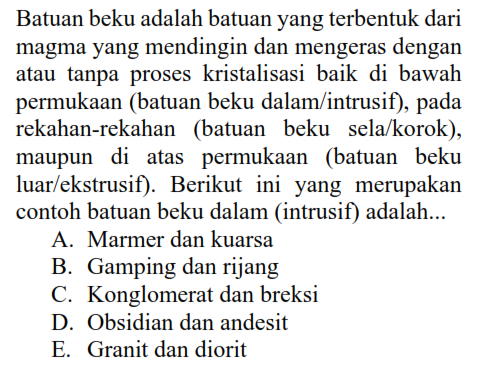 Batuan beku adalah batuan yang terbentuk dari
magma yang mendingin dan mengeras dengan
atau tanpa proses kristalisasi baik di bawah
permukaan (batuan beku dalam/intrusif), pada
rekahan-rekahan (batuan beku sela/korok),
maupun di atas permukaan (batuan beku
luar/ekstrusif). Berikut ini yang merupakan
contoh batuan beku dalam (intrusif) adalah...
A. Marmer dan kuarsa
B. Gamping dan rijang
C. Konglomerat dan breksi
D. Obsidian dan andesit
E. Granit dan diorit